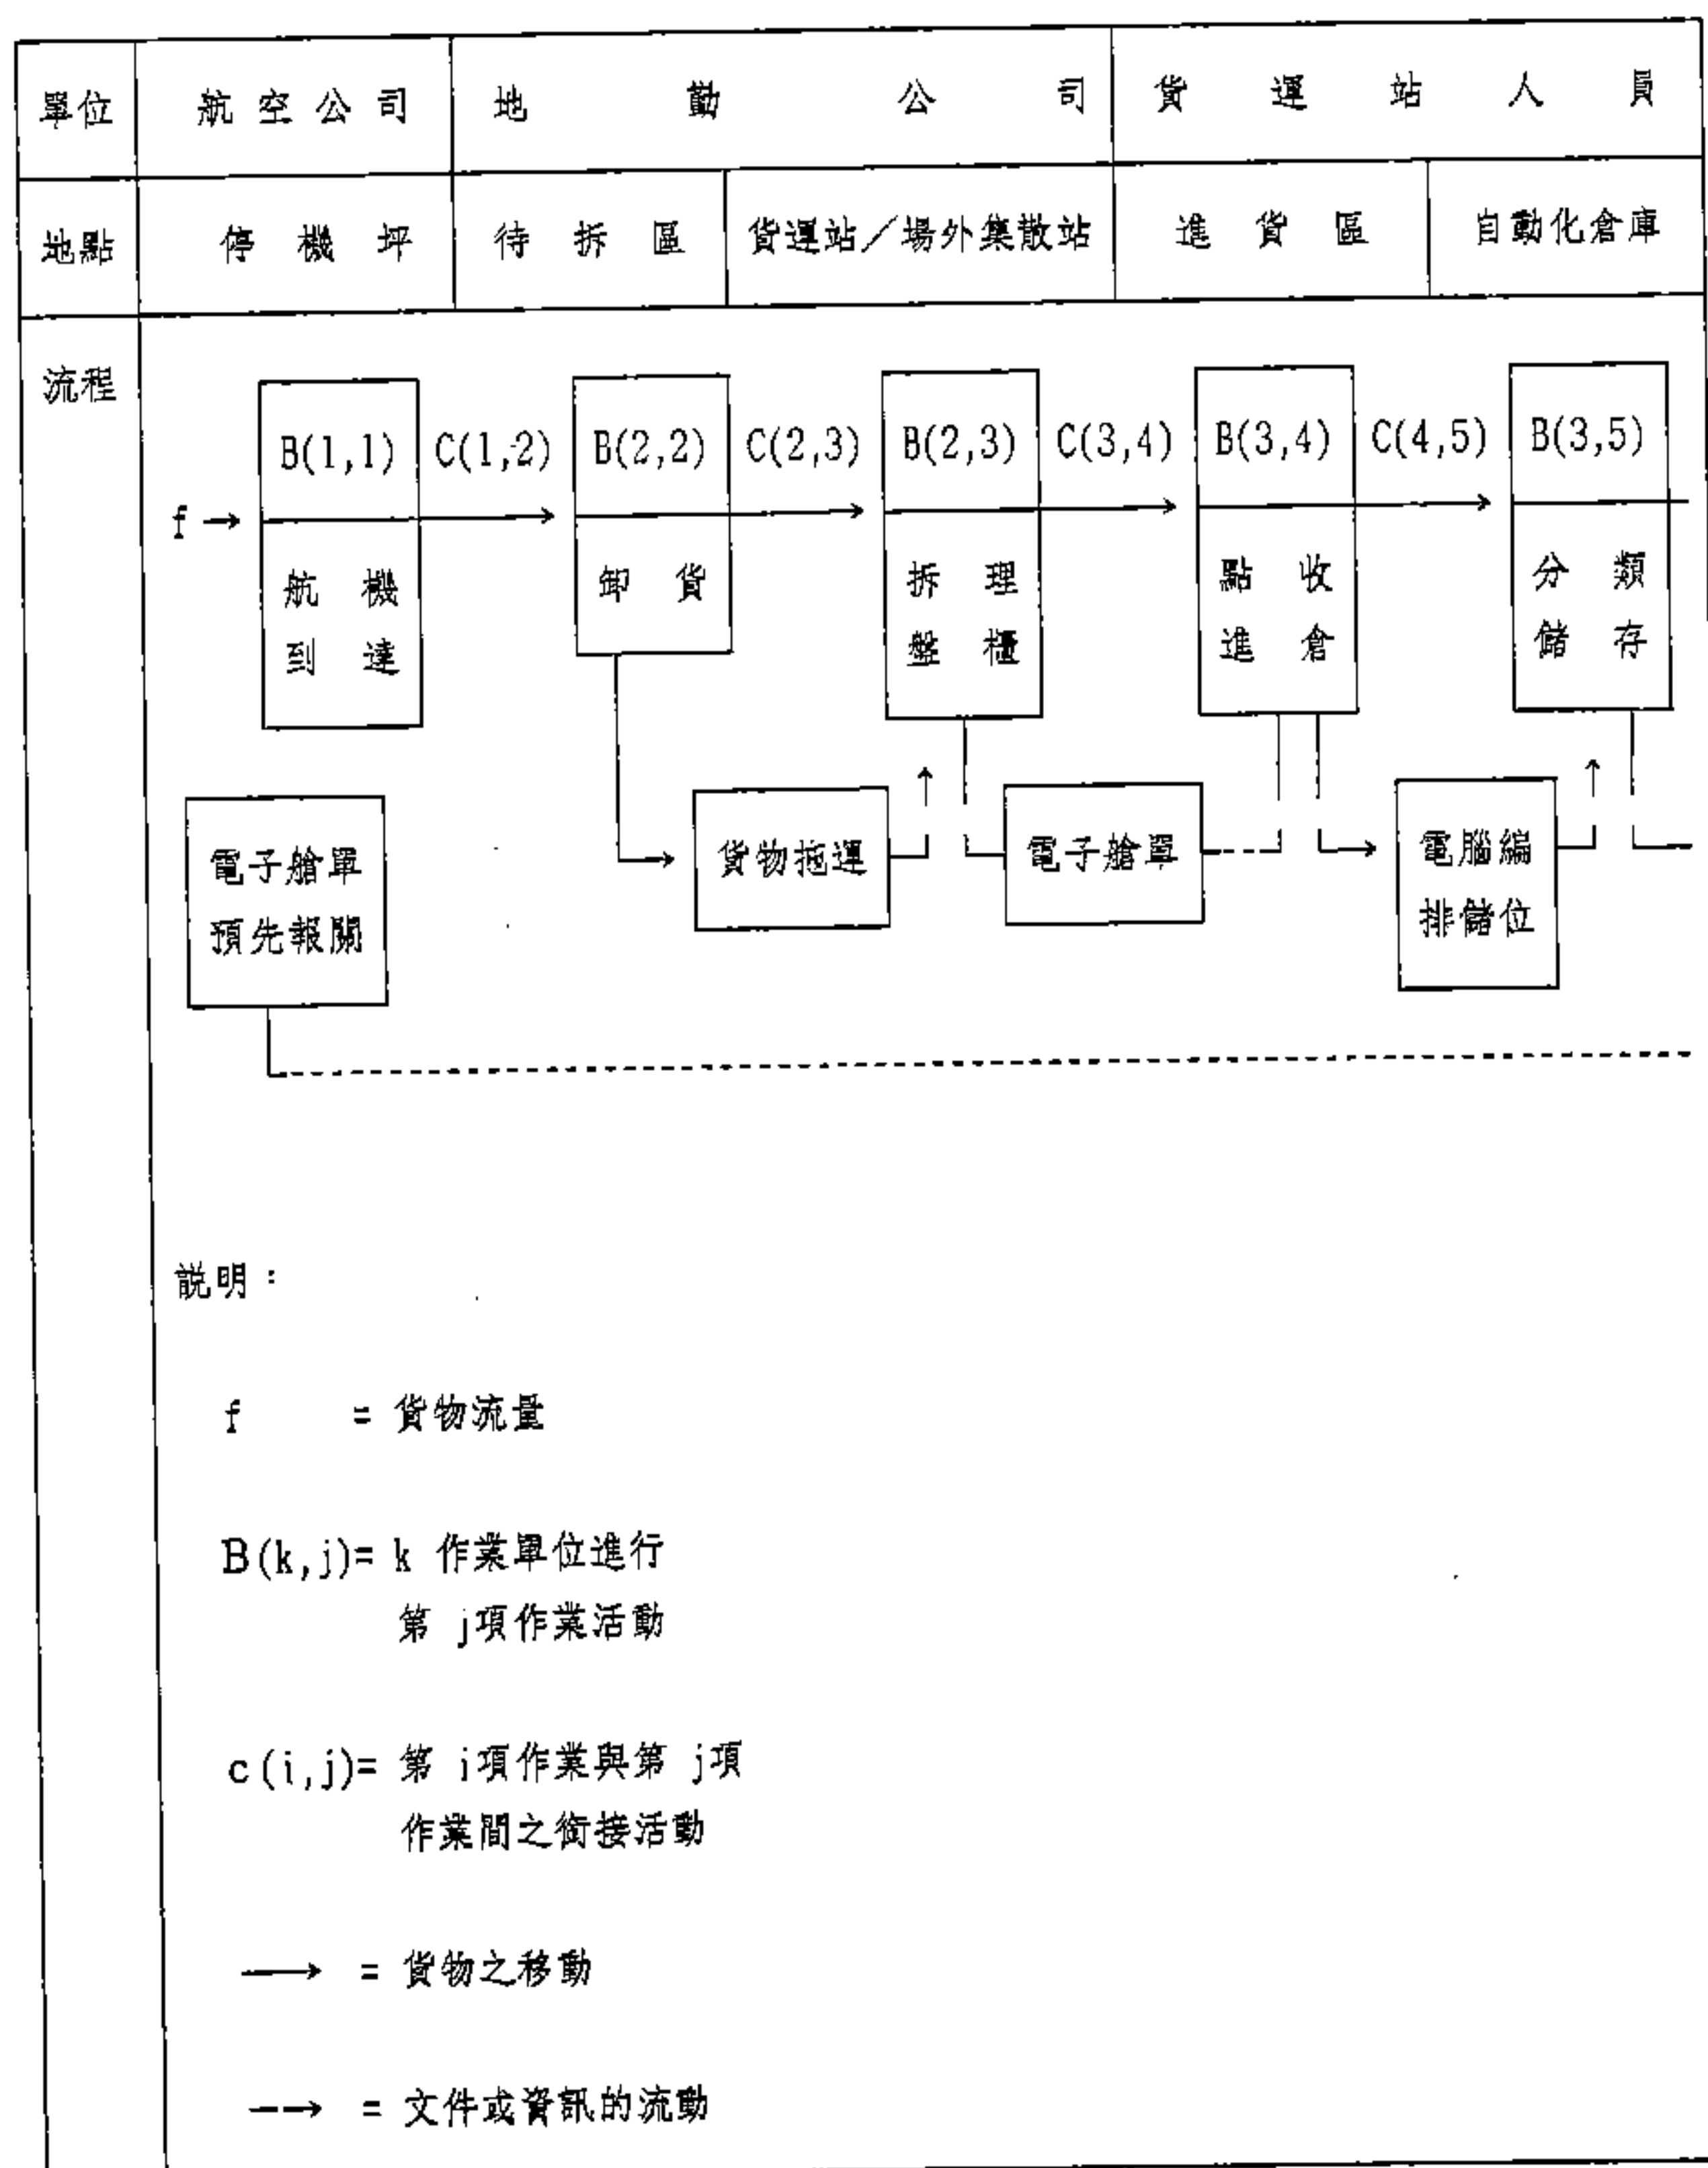 單位 航空公司 地勤公司 貨運站人員
地點 停機坪 待拆區 貨運站／場外集散站 進貨區 自動化倉庫
流程
B(1,1) C(1,2) B(2,2) C(2,3) B(2,3) C(3,4) B(3,4) C(4,5) B(3,5)
f
航機 卸貨 拆理 點收 分類
到達 盤櫃 進倉 儲存
電子艙單 貨物拖運 電子艙單 電腦編
預先報關 排儲位
説明：
f = 貨物流量
B(k,j)= k 作業單位進行
第 j項作業活動
c(i,j)= 第 i項作業與第 j項
作業間之銜接活動
→ = 貨物之移動
--→ = 文件或資訊的流動